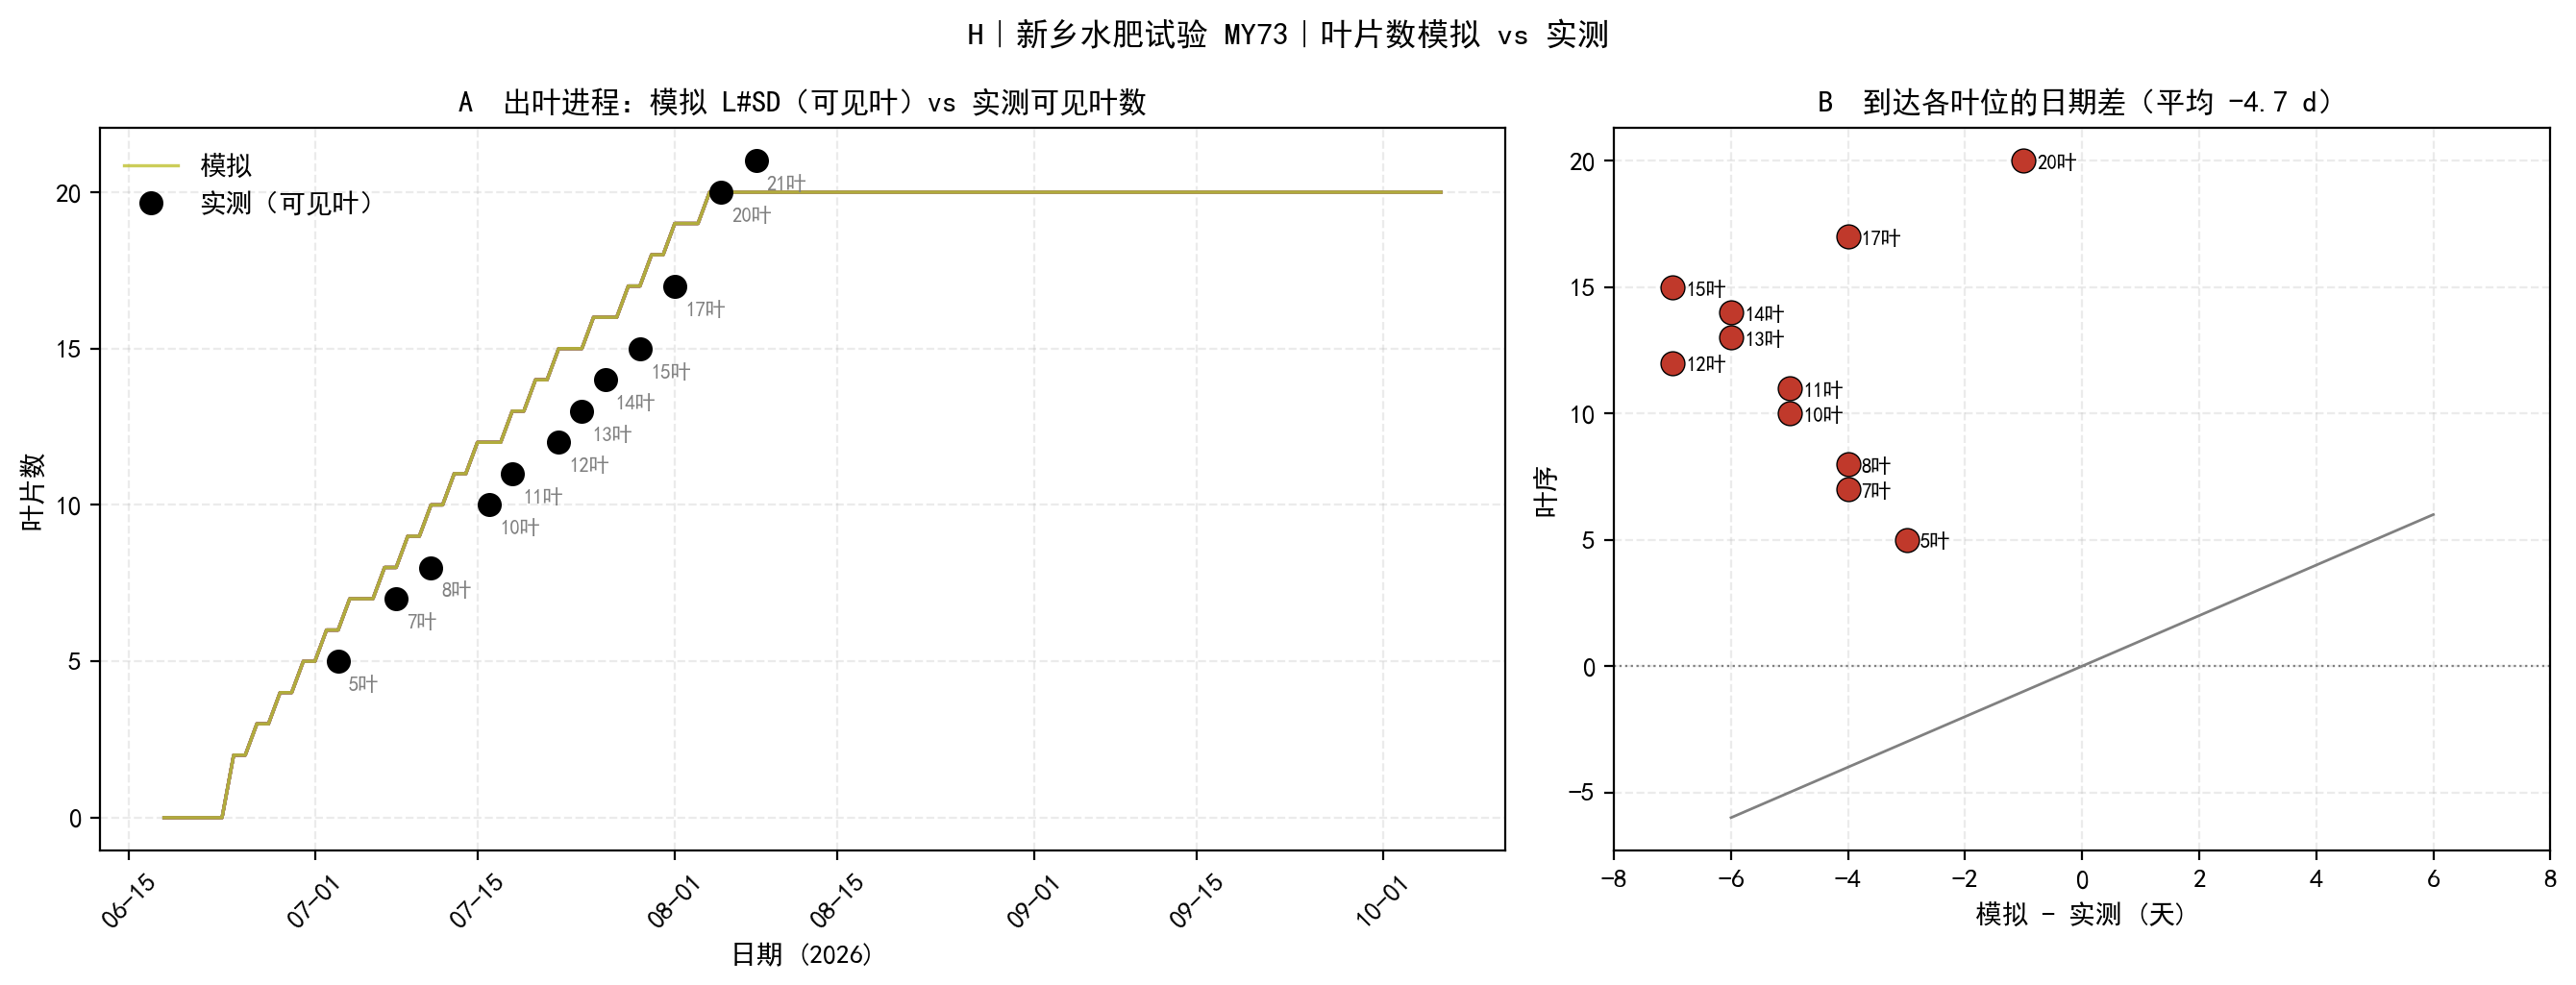 H｜新乡水肥试验 MY73｜叶片数模拟 vs 实测
A  出叶进程：模拟 L#SD（可见叶）vs 实测可见叶数
模拟
实测（可见叶）
叶片数
20
15
10
5
0
5叶
7叶
8叶
10叶
11叶
12叶
13叶
14叶
15叶
17叶
20叶
21叶
06-15
07-01
07-15
08-01
08-15
09-01
09-15
10-01
日期 (2026)
B  到达各叶位的日期差（平均 −4.7 d）
叶序
20
15
10
5
0
−5
20叶
17叶
15叶
14叶
13叶
12叶
11叶
10叶
8叶
7叶
5叶
−8
−6
−4
−2
0
2
4
6
8
模拟 − 实测 (天)